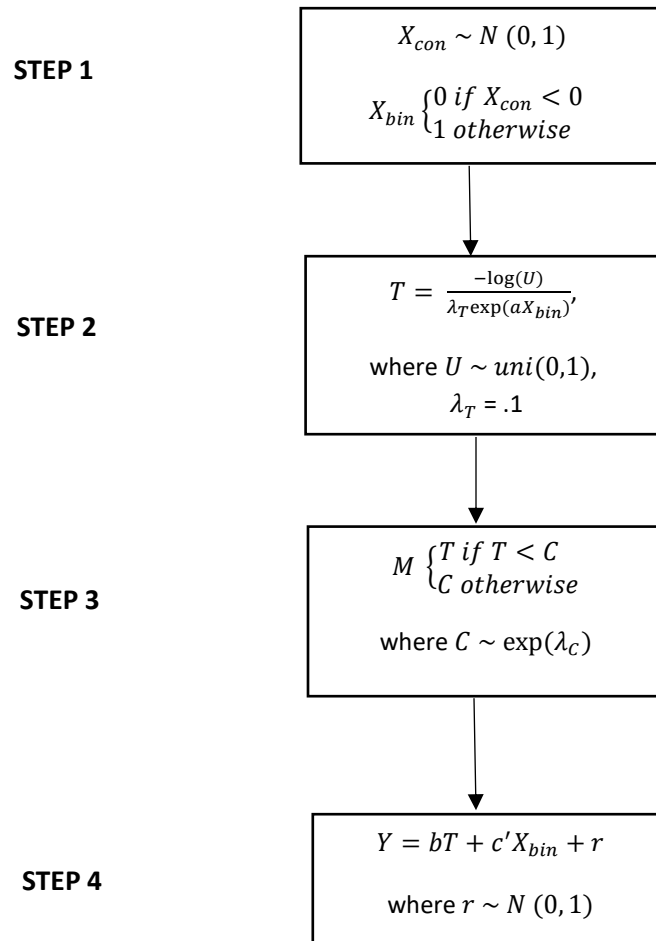 STEP 1
X_con ~ N (0, 1)
X_bin { 0 if X_con < 0
1 otherwise
STEP 2
T = −log(U) / λ_T exp(aX_bin),
where U ~ uni(0,1),
λ_T = .1
STEP 3
M { T if T < C
C otherwise
where C ~ exp(λ_C)
STEP 4
Y = bT + c′X_bin + r
where r ~ N (0, 1)